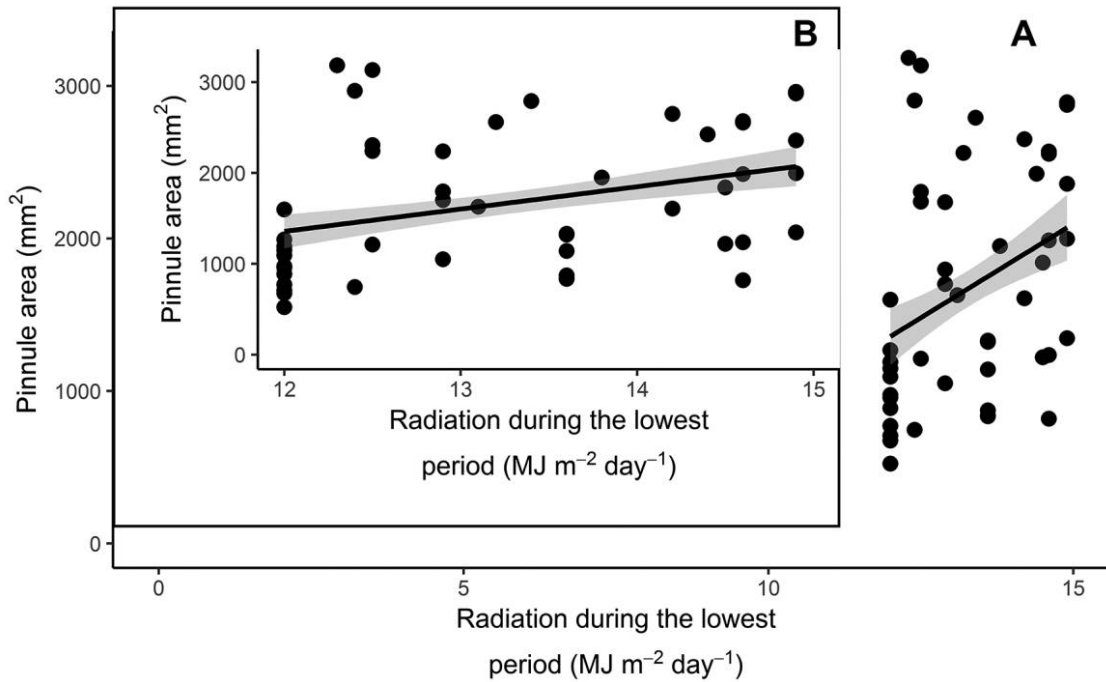 B
A
Pinnule area (mm²)
3000
2000
1000
0
12
13
14
15
Radiation during the lowest
period (MJ m⁻² day⁻¹)
Pinnule area (mm²)
3000
2000
1000
0
0
5
10
15
Radiation during the lowest
period (MJ m⁻² day⁻¹)